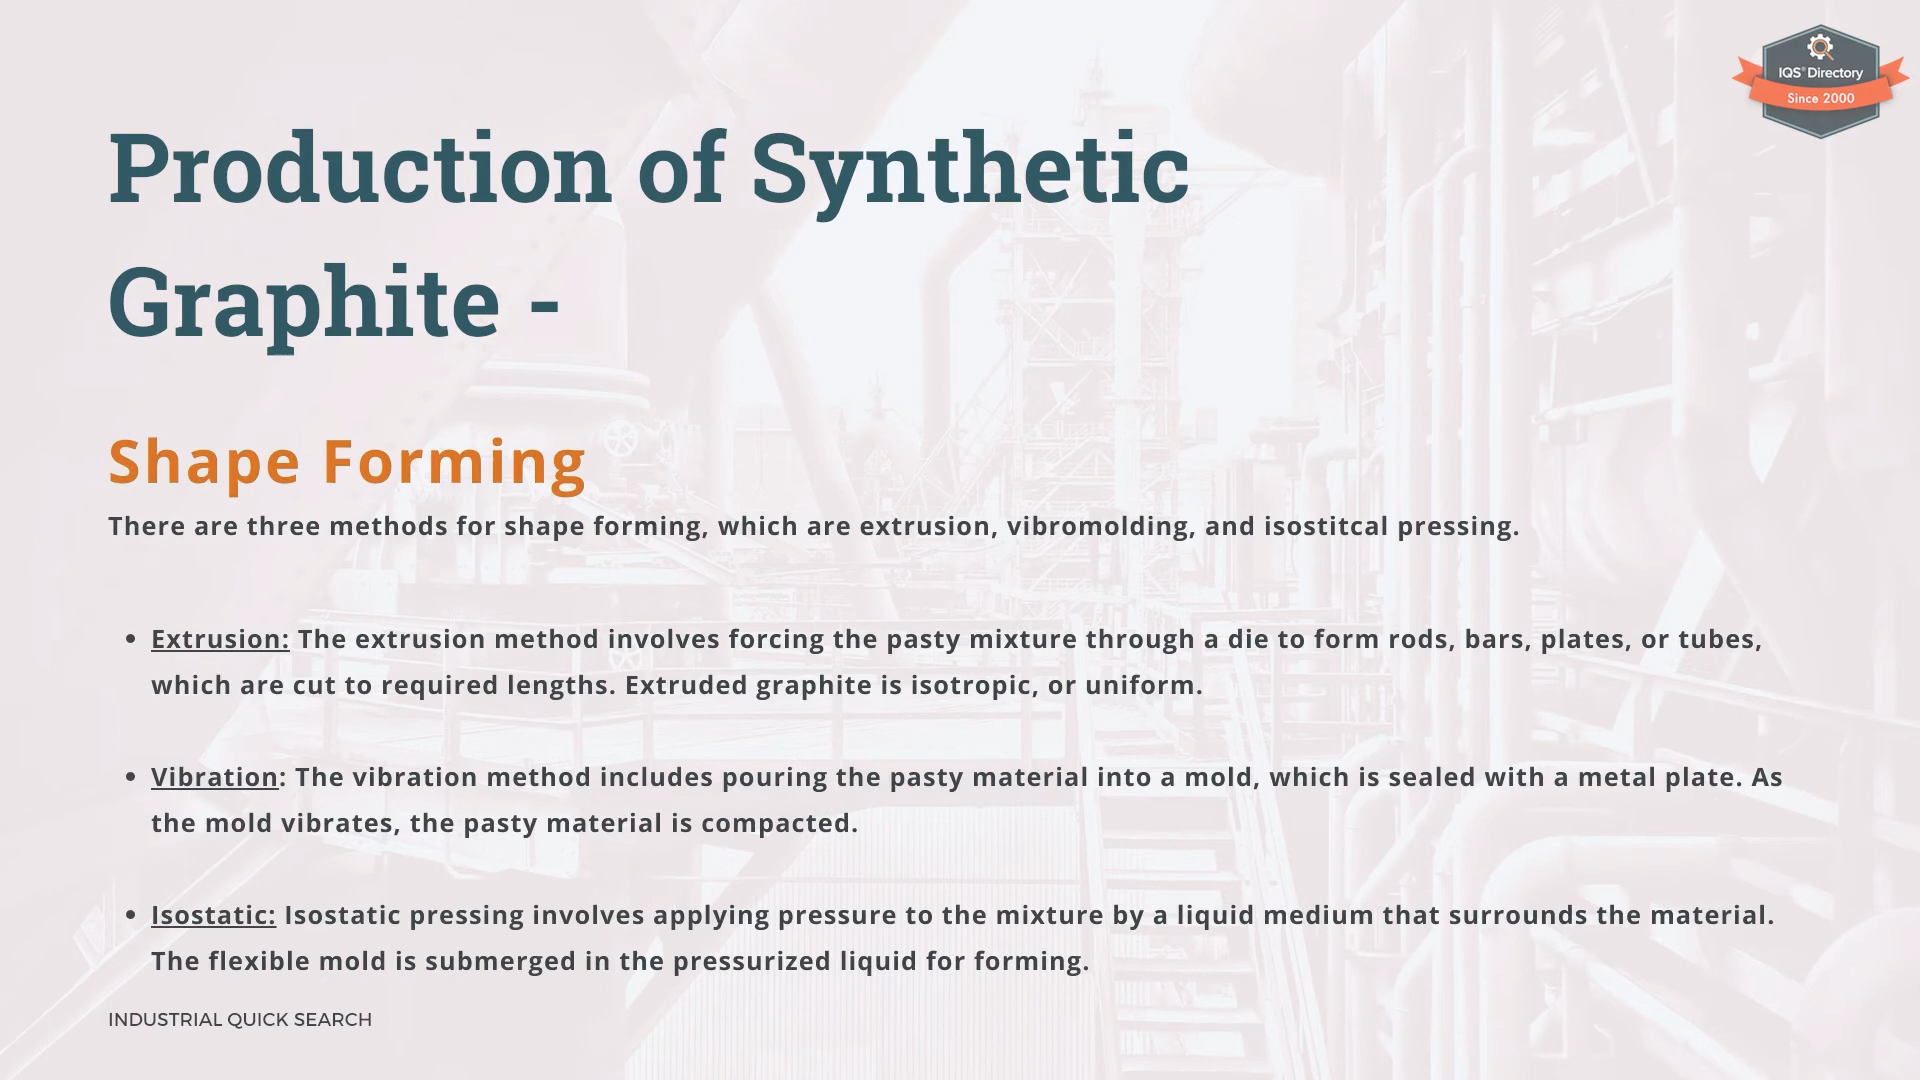 IQS® Directory
Since 2000
Production of Synthetic
Graphite -
Shape Forming
There are three methods for shape forming, which are extrusion, vibromolding, and isostitcal pressing.
• Extrusion: The extrusion method involves forcing the pasty mixture through a die to form rods, bars, plates, or tubes,
which are cut to required lengths. Extruded graphite is isotropic, or uniform.
• Vibration: The vibration method includes pouring the pasty material into a mold, which is sealed with a metal plate. As
the mold vibrates, the pasty material is compacted.
• Isostatic: Isostatic pressing involves applying pressure to the mixture by a liquid medium that surrounds the material.
The flexible mold is submerged in the pressurized liquid for forming.
INDUSTRIAL QUICK SEARCH